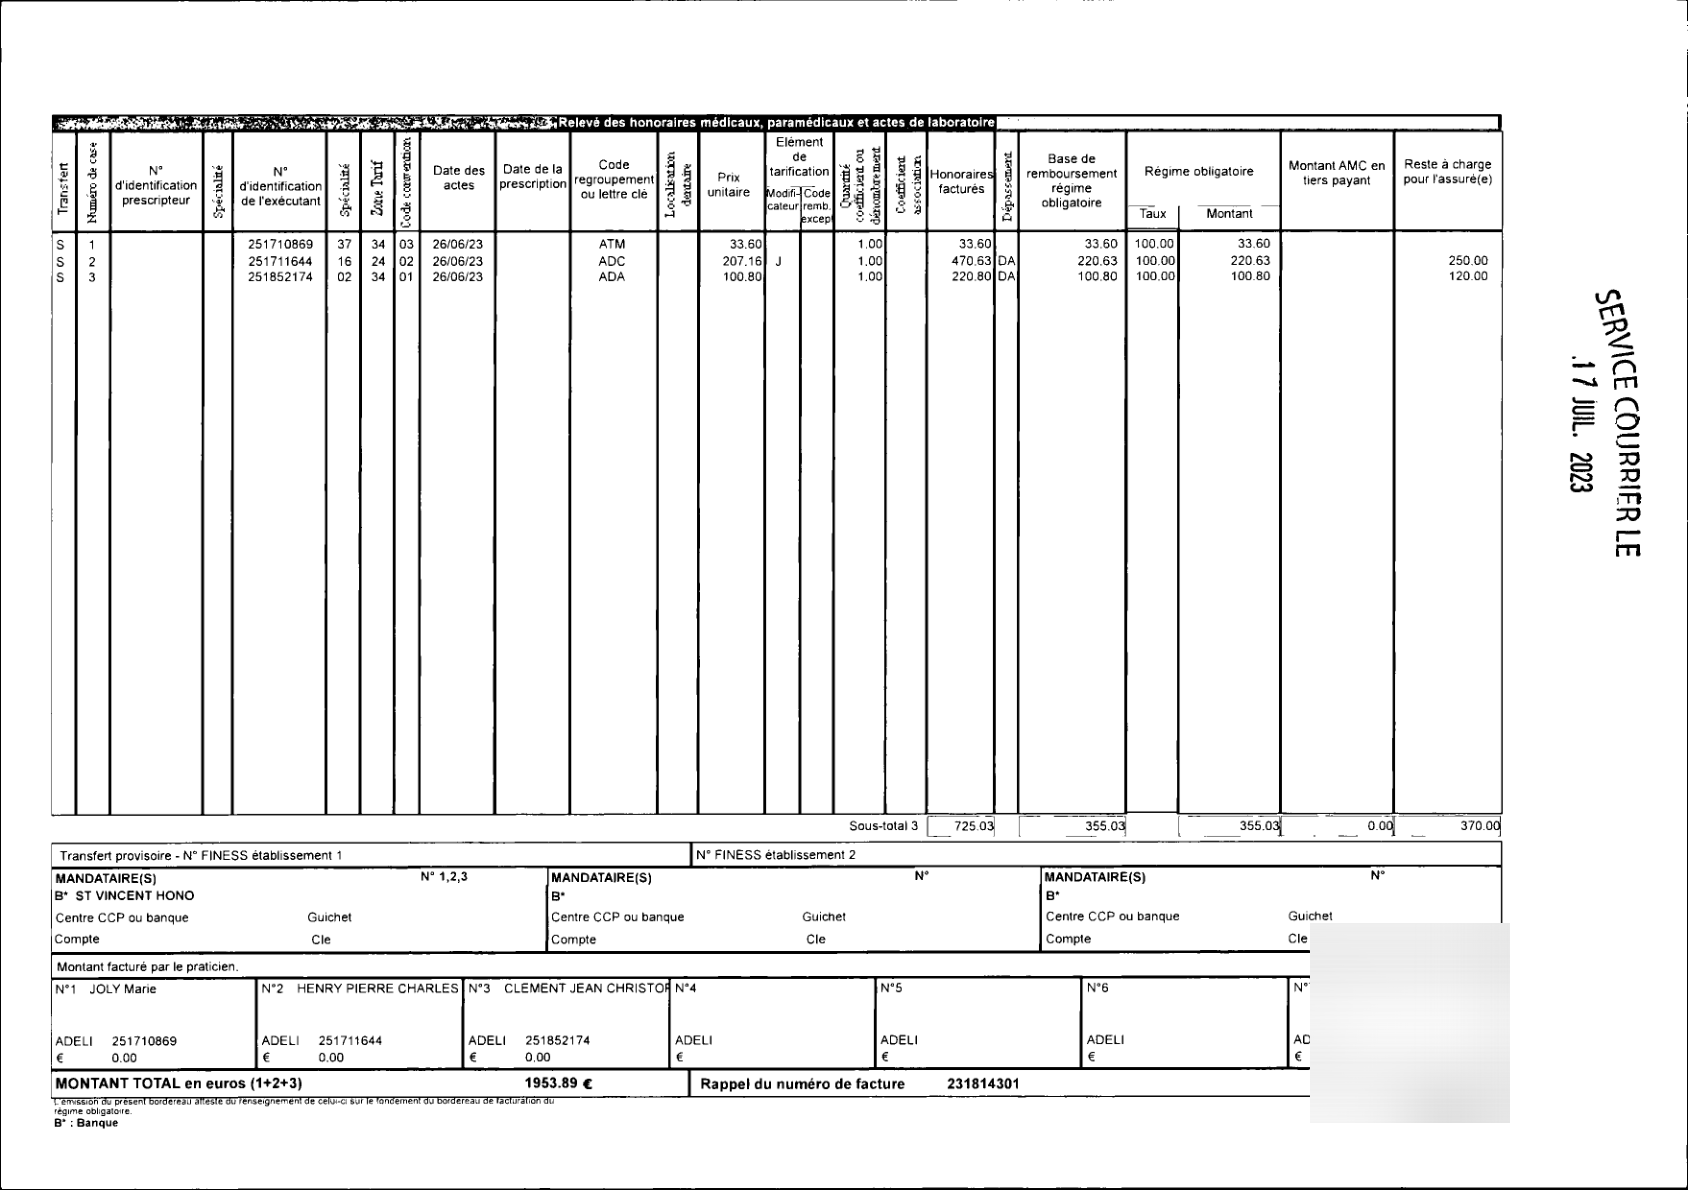 Relevé des honoraires médicaux, paramédicaux et actes de laboratoire
Transfert
Numéro de case
N° d'identification prescripteur
Spécialité
N° d'identification de l'exécutant
Spécialité
Zone Tarif
Code convention
Date des actes
Date de la prescription
Code regroupement ou lettre clé
Localisation dentaire
Prix unitaire
Elément de tarification
Modifi-cateur
Code remb. except
Quantité coefficient ou dénombrement
Coefficient association
Honoraires facturés
Dépassement
Base de remboursement régime obligatoire
Régime obligatoire
Taux
Montant
Montant AMC en tiers payant
Reste à charge pour l'assuré(e)
S 1 251710869 37 34 03 26/06/23 ATM 33.60 1.00 33.60 33.60 100.00 33.60
S 2 251711644 16 24 02 26/06/23 ADC 207.16 J 1.00 470.63 DA 220.63 100.00 220.63 250.00
S 3 251852174 02 34 01 26/06/23 ADA 100.80 1.00 220.80 DA 100.80 100.00 100.80 120.00
Sous-total 3 725.03 355.03 355.03 0.00 370.00
Transfert provisoire - N° FINESS établissement 1 N° FINESS établissement 2
MANDATAIRE(S) N° 1,2,3 MANDATAIRE(S) N° MANDATAIRE(S) N°
B* ST VINCENT HONO B* B*
Centre CCP ou banque Guichet Centre CCP ou banque Guichet Centre CCP ou banque Guichet
Compte Cle Compte Cle Compte Cle
Montant facturé par le praticien.
N°1 JOLY Marie N°2 HENRY PIERRE CHARLES N°3 CLEMENT JEAN CHRISTOP N°4 N°5 N°6 N°
ADELI 251710869 ADELI 251711644 ADELI 251852174 ADELI ADELI ADELI AD
€ 0.00 € 0.00 € 0.00 € € € €
MONTANT TOTAL en euros (1+2+3) 1953.89 € Rappel du numéro de facture 231814301
L'emission du présent bordereau atteste du renseignement de celui-ci sur le fondement du bordereau de facturation du
régime obligatoire.
B* : Banque
SERVICE COURRIER LE
17 JUIL. 2023